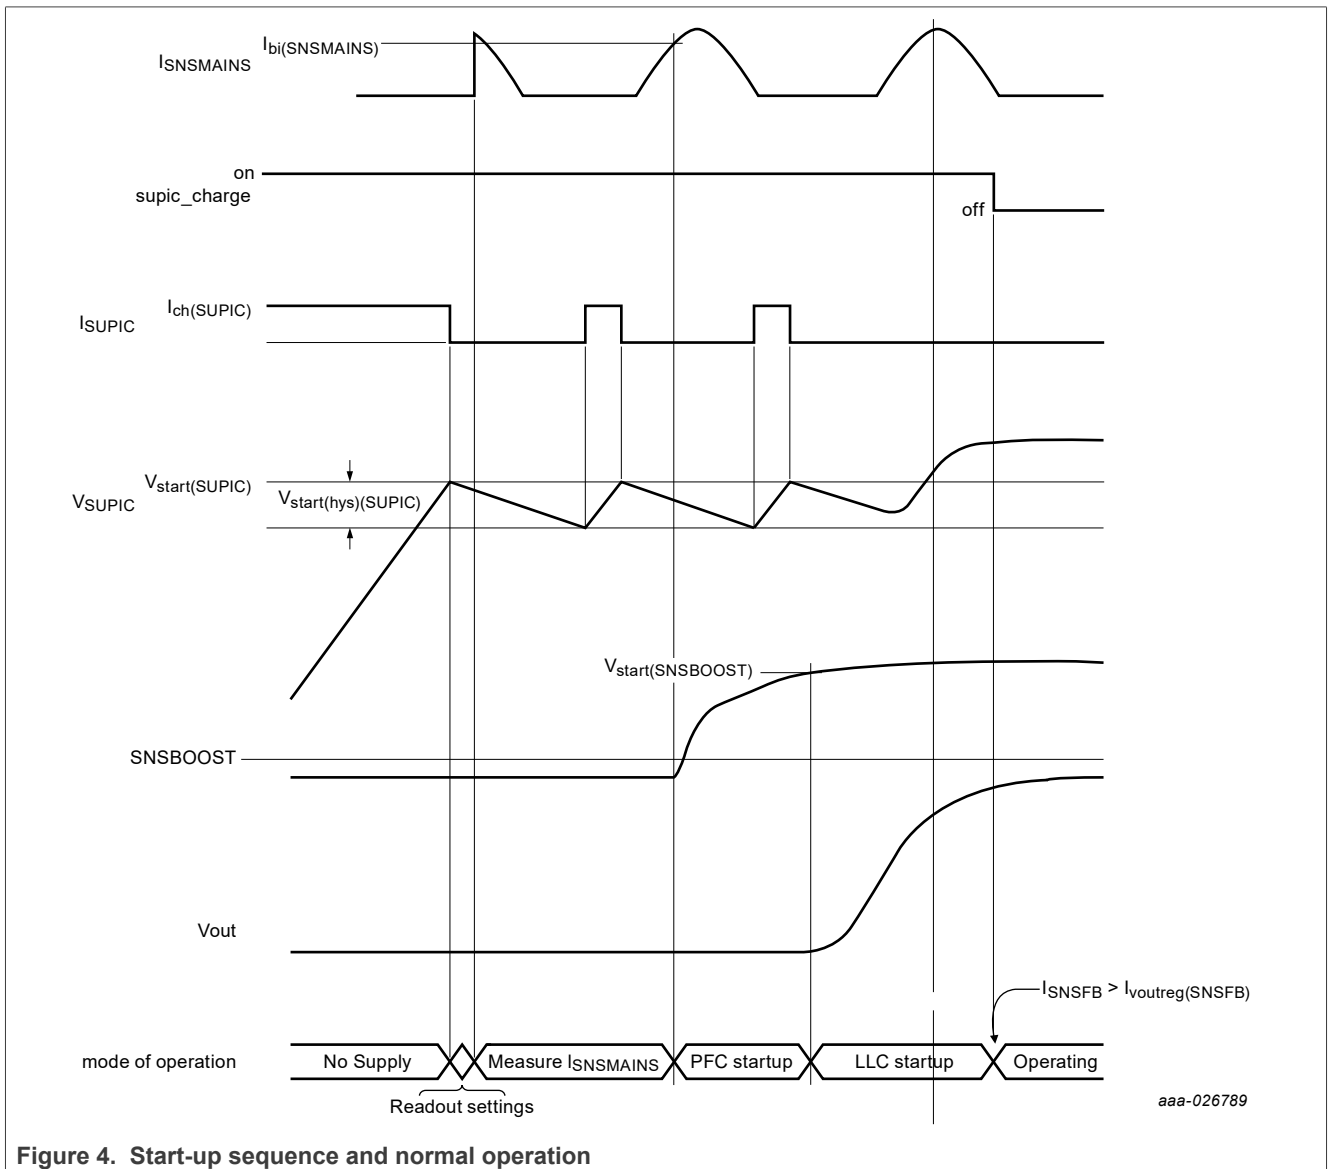 Ibi(SNSMAINS)
ISNSMAINS
on
supic_charge
off
Ich(SUPIC)
ISUPIC
Vstart(SUPIC)
Vstart(hys)(SUPIC)
VSUPIC
Vstart(SNSBOOST)
SNSBOOST
Vout
ISNSFB > Ivoutreg(SNSFB)
mode of operation No Supply Measure ISNSMAINS PFC startup LLC startup Operating
Readout settings
aaa-026789
Figure 4. Start-up sequence and normal operation